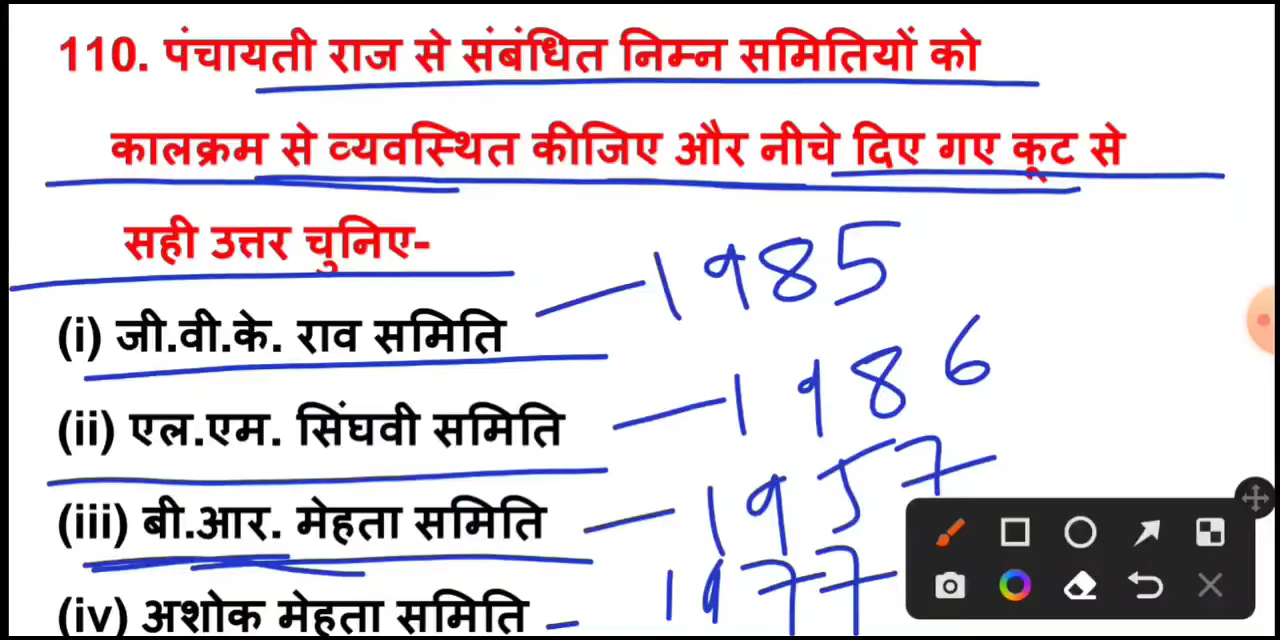 110. पंचायती राज से संबंधित निम्न समितियों को
कालक्रम से व्यवस्थित कीजिए और नीचे दिए गए कूट से
सही उत्तर चुनिए-
(i) जी.वी.के. राव समिति — 1985
(ii) एल.एम. सिंघवी समिति — 1986
(iii) बी.आर. मेहता समिति — 1957
(iv) अशोक मेहता समिति — 1977